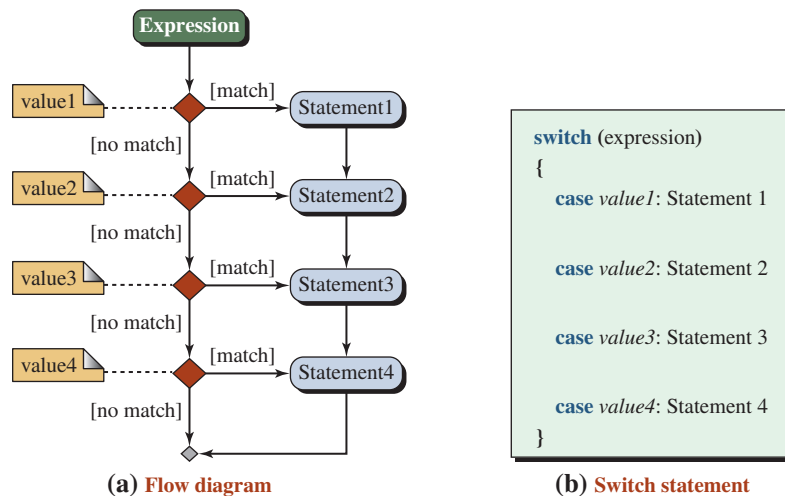 Expression
value1
[match]
Statement1
[no match]
value2
[match]
Statement2
[no match]
value3
[match]
Statement3
[no match]
value4
[match]
Statement4
[no match]
(a) Flow diagram
switch (expression)
{
case value1: Statement 1
case value2: Statement 2
case value3: Statement 3
case value4: Statement 4
}
(b) Switch statement